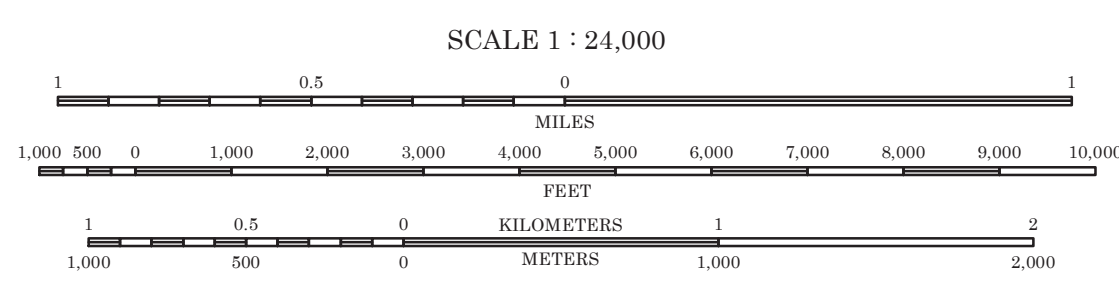 SCALE 1 : 24,000
1 0.5 0 1
MILES
1,000 500 0 1,000 2,000 3,000 4,000 5,000 6,000 7,000 8,000 9,000 10,000
FEET
1 0.5 0 KILOMETERS 1 2
1,000 500 0 METERS 1,000 2,000